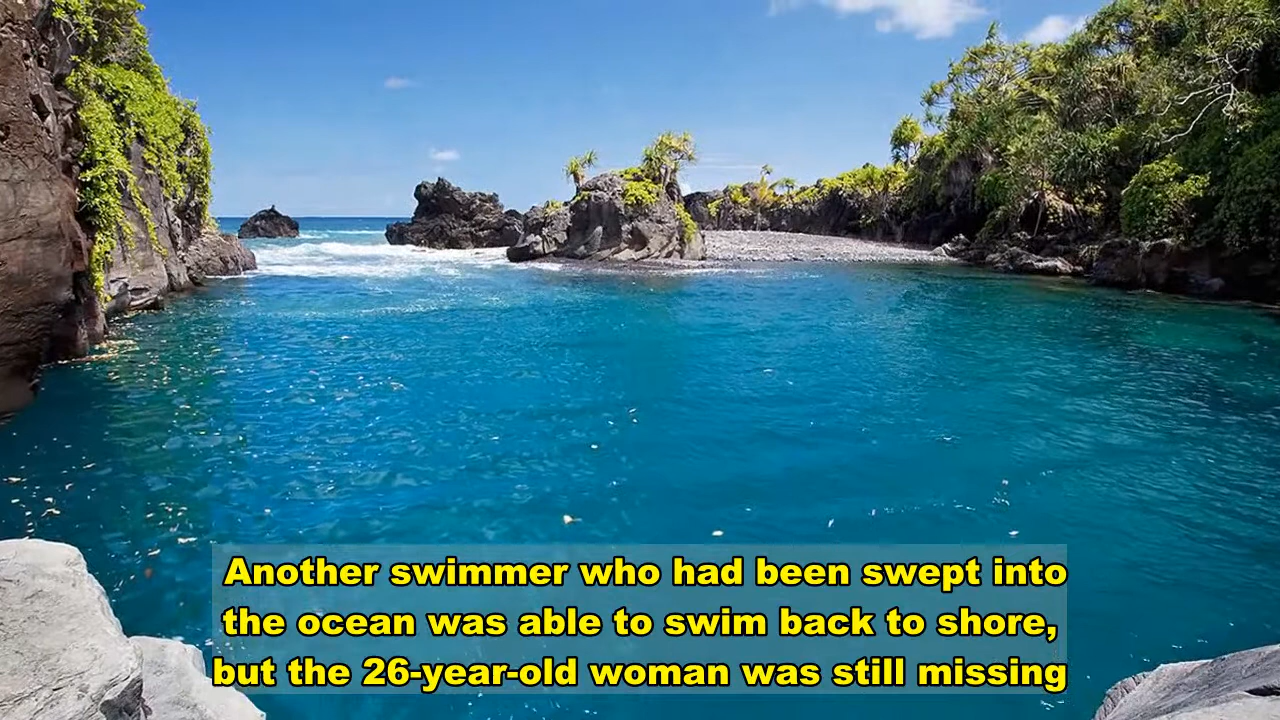 Another swimmer who had been swept into
the ocean was able to swim back to shore,
but the 26-year-old woman was still missing